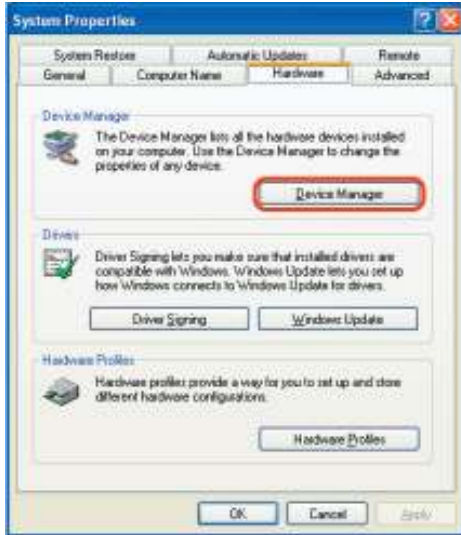 System Properties
System Restore Automatic Updates Remote
General Computer Name Hardware Advanced
Device Manager
The Device Manager lists all the hardware devices installed
on your computer. Use the Device Manager to change the
properties of any device.
Device Manager
Drivers
Driver Signing lets you make sure that installed drivers are
compatible with Windows. Windows Update lets you set up
how Windows connects to Windows Update for drivers.
Driver Signing Windows Update
Hardware Profiles
Hardware profiles provide a way for you to set up and store
different hardware configurations.
Hardware Profiles
OK Cancel Apply